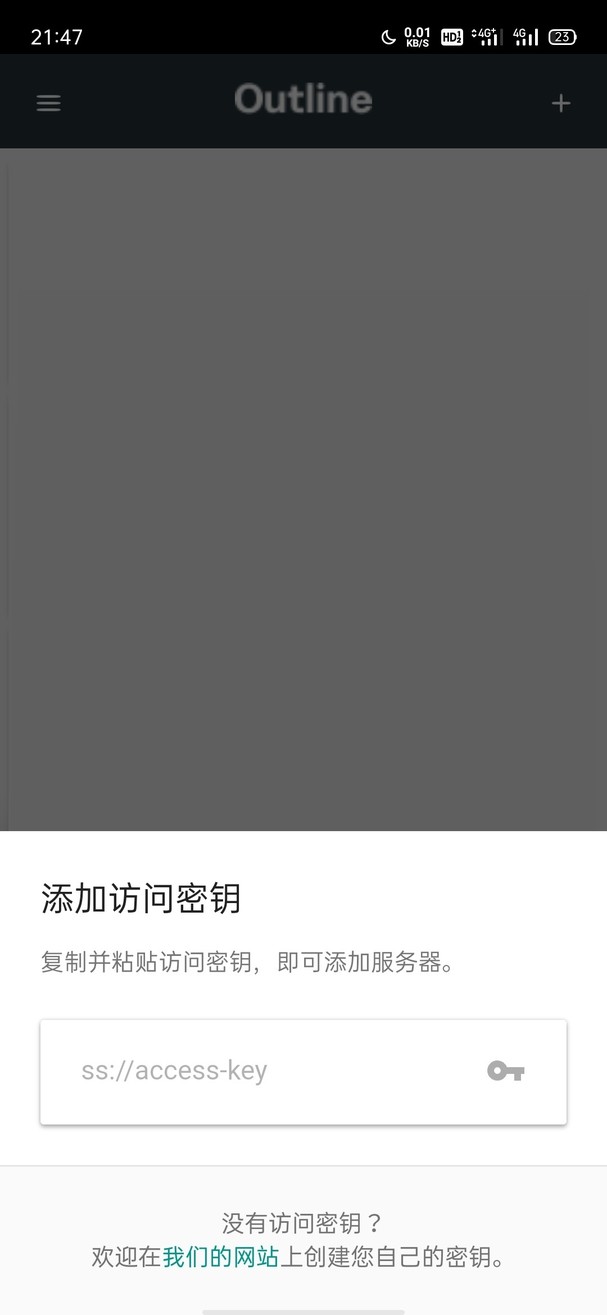 21:47
0.01 KB/S HD 4G+ 4G 23
Outline
添加访问密钥
复制并粘贴访问密钥，即可添加服务器。
ss://access-key
没有访问密钥？
欢迎在我们的网站上创建您自己的密钥。